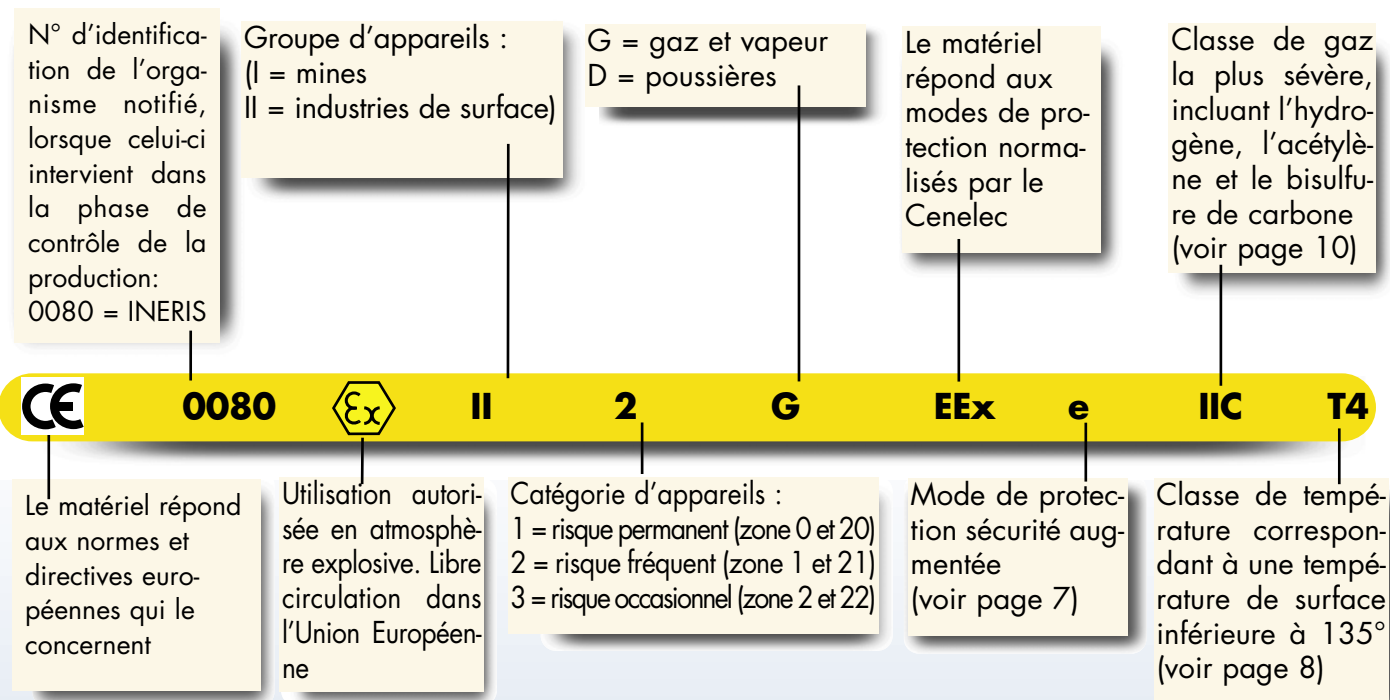 N° d'identifica-
tion de l'orga-
nisme notifié,
lorsque celui-ci
intervient dans
la phase de
contrôle de la
production:
0080 = INERIS
Groupe d'appareils :
(I = mines
II = industries de surface)
G = gaz et vapeur
D = poussières
Le matériel
répond aux
modes de pro-
tection norma-
lisés par le
Cenelec
Classe de gaz
la plus sévère,
incluant l'hydro-
gène, l'acétylè-
ne et le bisulfu-
re de carbone
(voir page 10)
CE 0080 Ex II 2 G EEx e IIC T4
Le matériel répond
aux normes et
directives euro-
péennes qui le
concernent
Utilisation autori-
sée en atmosphè-
re explosive. Libre
circulation dans
l'Union Européen-
ne
Catégorie d'appareils :
1 = risque permanent (zone 0 et 20)
2 = risque fréquent (zone 1 et 21)
3 = risque occasionnel (zone 2 et 22)
Mode de protec-
tion sécurité aug-
mentée
(voir page 7)
Classe de tempé-
rature correspon-
dant à une tempé-
rature de surface
inférieure à 135°
(voir page 8)